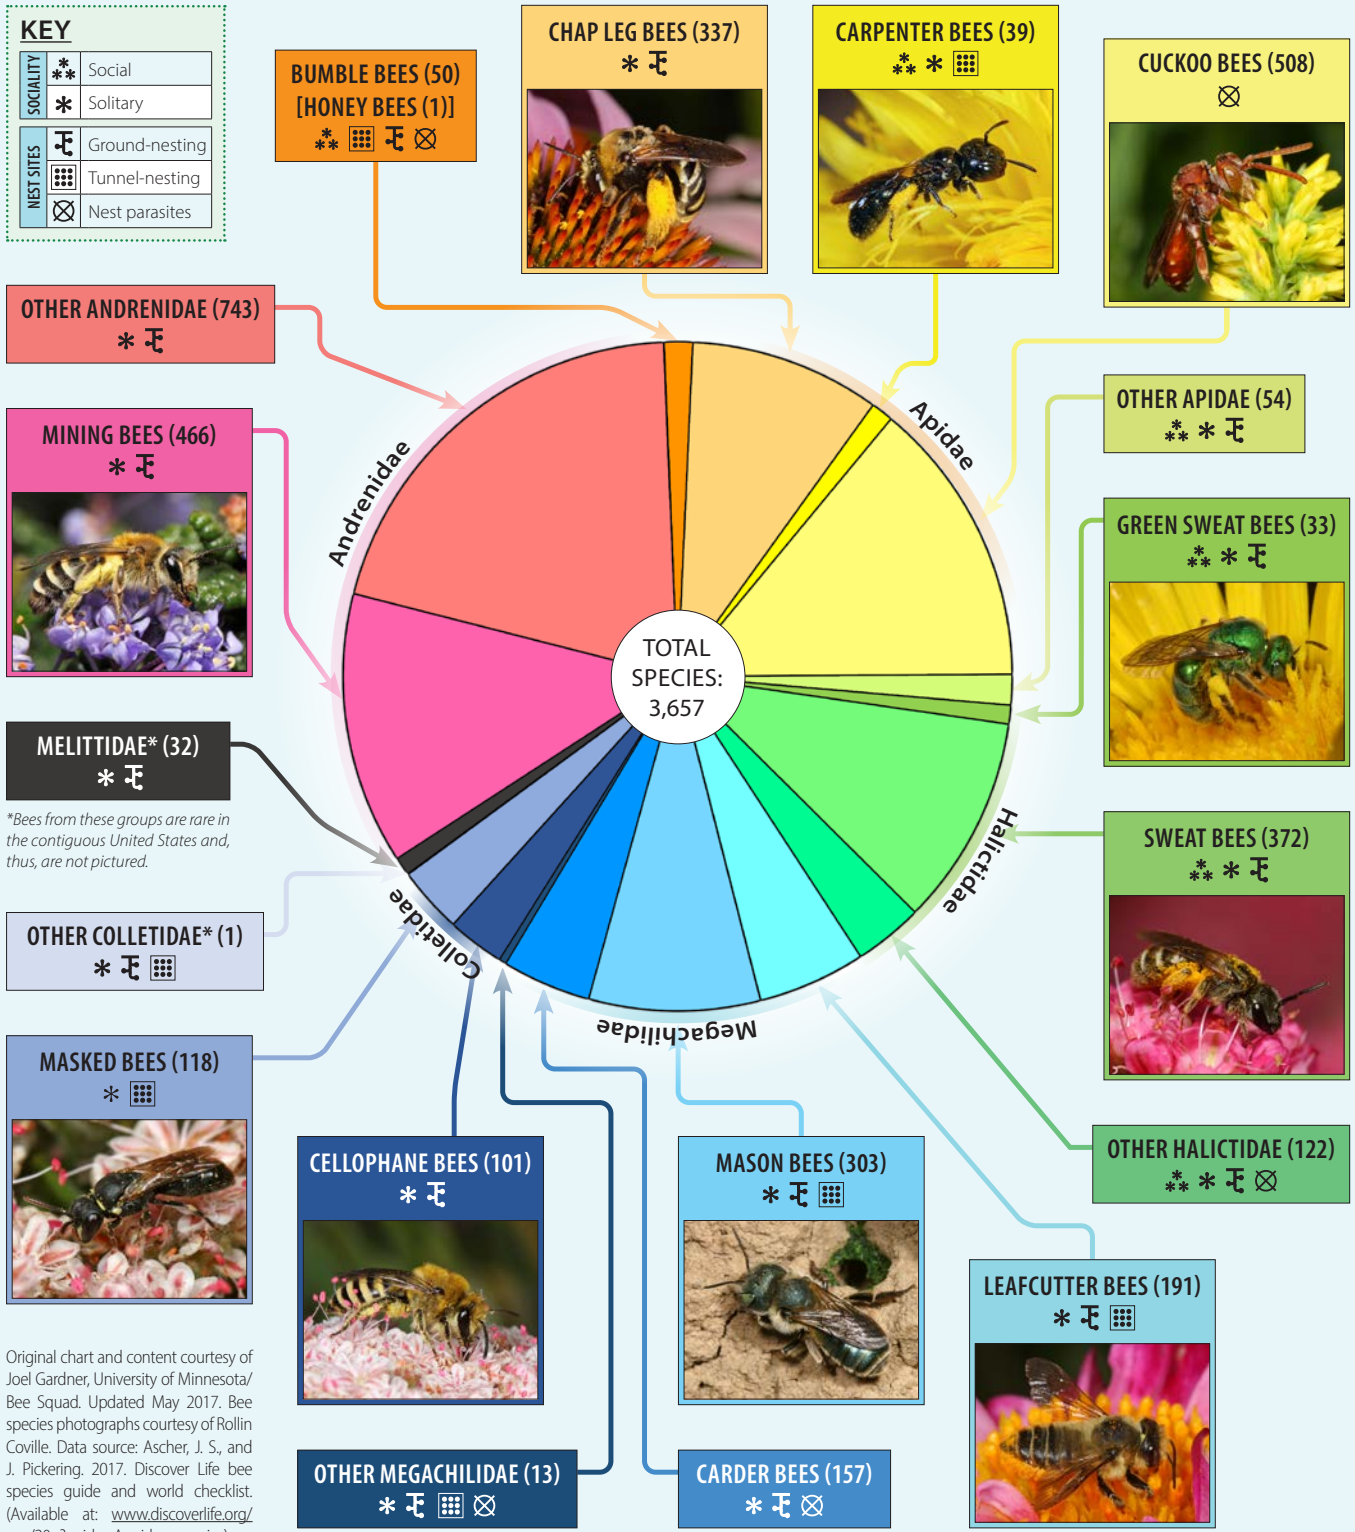 KEY
SOCIALITY
Social
Solitary
NEST SITES
Ground-nesting
Tunnel-nesting
Nest parasites
BUMBLE BEES (50)
[HONEY BEES (1)]
CHAP LEG BEES (337)
CARPENTER BEES (39)
CUCKOO BEES (508)
OTHER ANDRENIDAE (743)
OTHER APIDAE (54)
MINING BEES (466)
GREEN SWEAT BEES (33)
Andrenidae
Apidae
TOTAL
SPECIES:
3,657
MELITTIDAE* (32)
*Bees from these groups are rare in
the contiguous United States and,
thus, are not pictured.
Halictidae
SWEAT BEES (372)
OTHER COLLETIDAE* (1)
Colletidae
Megachilidae
MASKED BEES (118)
CELLOPHANE BEES (101)
MASON BEES (303)
OTHER HALICTIDAE (122)
LEAFCUTTER BEES (191)
Original chart and content courtesy of
Joel Gardner, University of Minnesota/
Bee Squad. Updated May 2017. Bee
species photographs courtesy of Rollin
Coville. Data source: Ascher, J. S., and
J. Pickering. 2017. Discover Life bee
species guide and world checklist.
(Available at: www.discoverlife.org/
OTHER MEGACHILIDAE (13)
CARDER BEES (157)